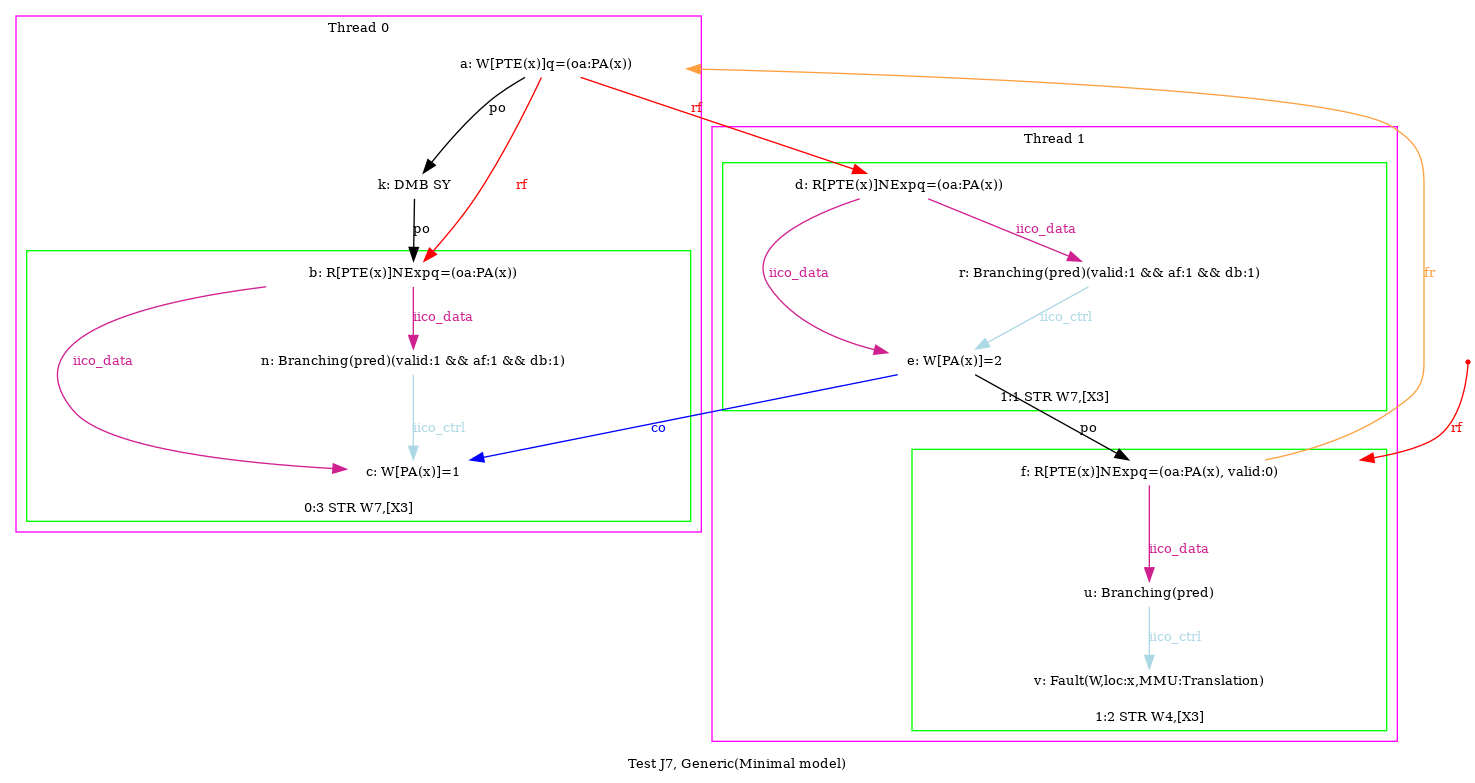 Thread 0
a: W[PTE(x)]q=(oa:PA(x))
po
rf
Thread 1
k: DMB SY
rf
d: R[PTE(x)]NExpq=(oa:PA(x))
po
iico_data
b: R[PTE(x)]NExpq=(oa:PA(x))
iico_data
r: Branching(pred)(valid:1 && af:1 && db:1)
fr
iico_data
iico_ctrl
iico_data
n: Branching(pred)(valid:1 && af:1 && db:1)
e: W[PA(x)]=2
1:1 STR W7,[X3]
iico_ctrl
co
po
rf
c: W[PA(x)]=1
f: R[PTE(x)]NExpq=(oa:PA(x), valid:0)
0:3 STR W7,[X3]
iico_data
u: Branching(pred)
iico_ctrl
v: Fault(W,loc:x,MMU:Translation)
1:2 STR W4,[X3]
Test J7, Generic(Minimal model)